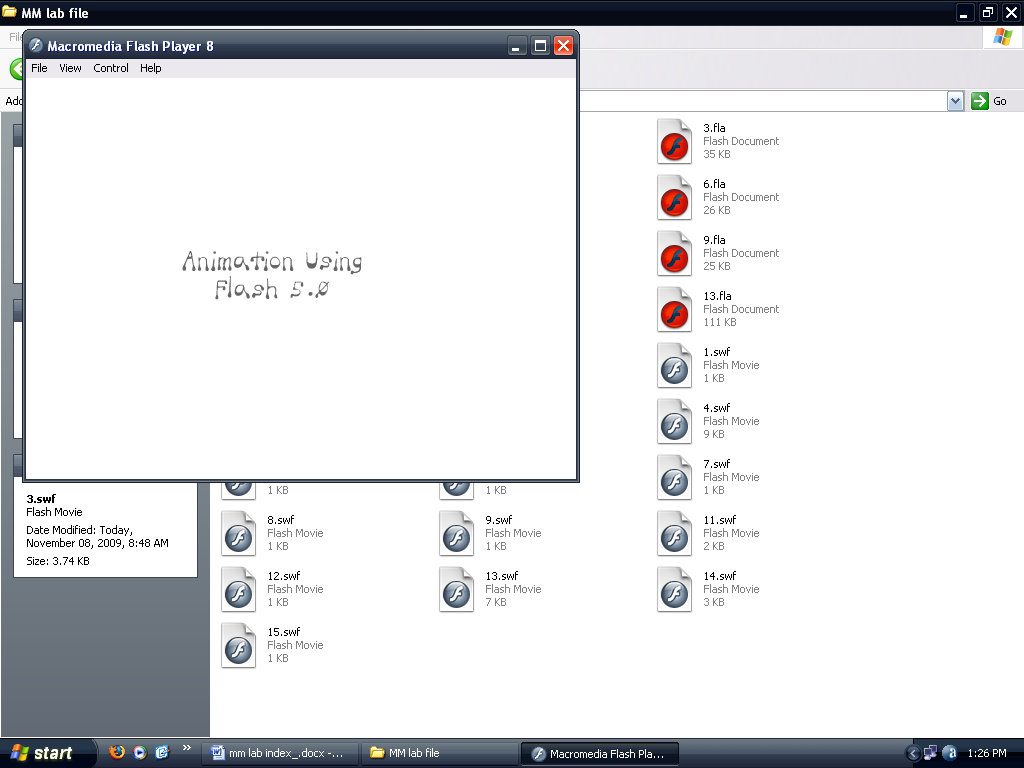 MM lab file
Fil
Macromedia Flash Player 8
File View Control Help
Add
Go
Animation Using
Flash 5.0
3.fla
Flash Document
35 KB
6.fla
Flash Document
26 KB
9.fla
Flash Document
25 KB
13.fla
Flash Document
111 KB
1.swf
Flash Movie
1 KB
4.swf
Flash Movie
9 KB
1 KB
1 KB
7.swf
Flash Movie
1 KB
3.swf
Flash Movie
Date Modified: Today,
November 08, 2009, 8:48 AM
Size: 3.74 KB
8.swf
Flash Movie
1 KB
9.swf
Flash Movie
1 KB
11.swf
Flash Movie
2 KB
12.swf
Flash Movie
1 KB
13.swf
Flash Movie
7 KB
14.swf
Flash Movie
3 KB
15.swf
Flash Movie
1 KB
start
mm lab index_.docx -...
MM lab file
Macromedia Flash Pla...
1:26 PM